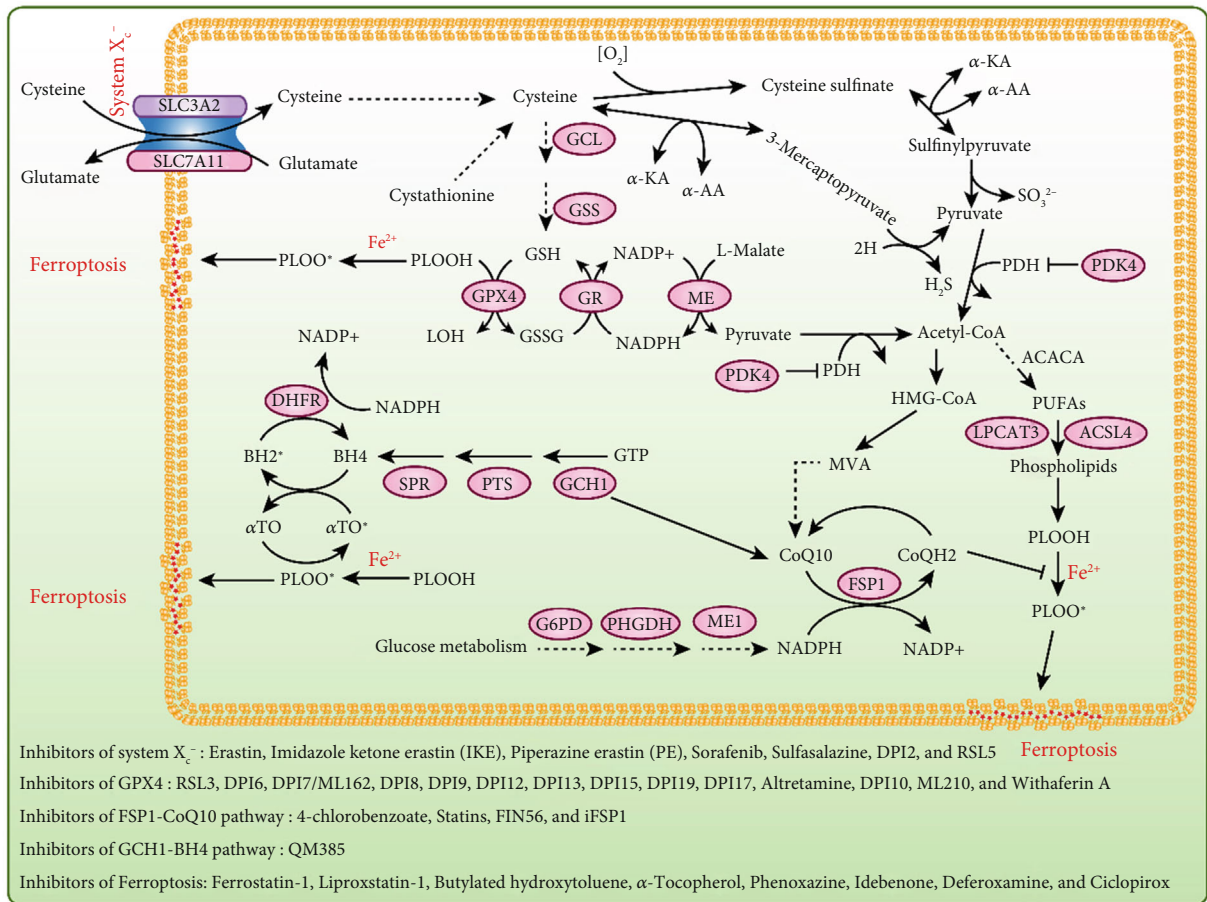 System X_c^-
Cysteine
SLC3A2
SLC7A11
Glutamate
Cysteine
Glutamate
Cystathionine
[O₂]
Cysteine
Cysteine sulfinate
α-KA
α-AA
Sulfinylpyruvate
SO₃²⁻
Pyruvate
GCL
GSS
α-KA
α-AA
3-Mercaptopyruvate
2H
H₂S
PDH
PDK4
Ferroptosis
PLOO*
Fe²⁺
PLOOH
GSH
NADP+
L-Malate
GPX4
GR
ME
LOH
GSSG
NADPH
Pyruvate
Acetyl-CoA
PDK4
PDH
ACACA
HMG-CoA
PUFAs
LPCAT3
ACSL4
Phospholipids
MVA
NADP+
DHFR
NADPH
BH2*
BH4
GTP
SPR
PTS
GCH1
αTO
αTO*
Fe²⁺
Ferroptosis
PLOO*
PLOOH
CoQ10
CoQH2
FSP1
PLOOH
Fe²⁺
PLOO*
Glucose metabolism
G6PD
PHGDH
ME1
NADPH
NADP+
Ferroptosis
Inhibitors of system X_c^- : Erastin, Imidazole ketone erastin (IKE), Piperazine erastin (PE), Sorafenib, Sulfasalazine, DPI2, and RSL5
Inhibitors of GPX4 : RSL3, DPI6, DPI7/ML162, DPI8, DPI9, DPI12, DPI13, DPI15, DPI19, DPI17, Altretamine, DPI10, ML210, and Withaferin A
Inhibitors of FSP1-CoQ10 pathway : 4-chlorobenzoate, Statins, FIN56, and iFSP1
Inhibitors of GCH1-BH4 pathway : QM385
Inhibitors of Ferroptosis: Ferrostatin-1, Liproxstatin-1, Butylated hydroxytoluene, α-Tocopherol, Phenoxazine, Idebenone, Deferoxamine, and Ciclopirox